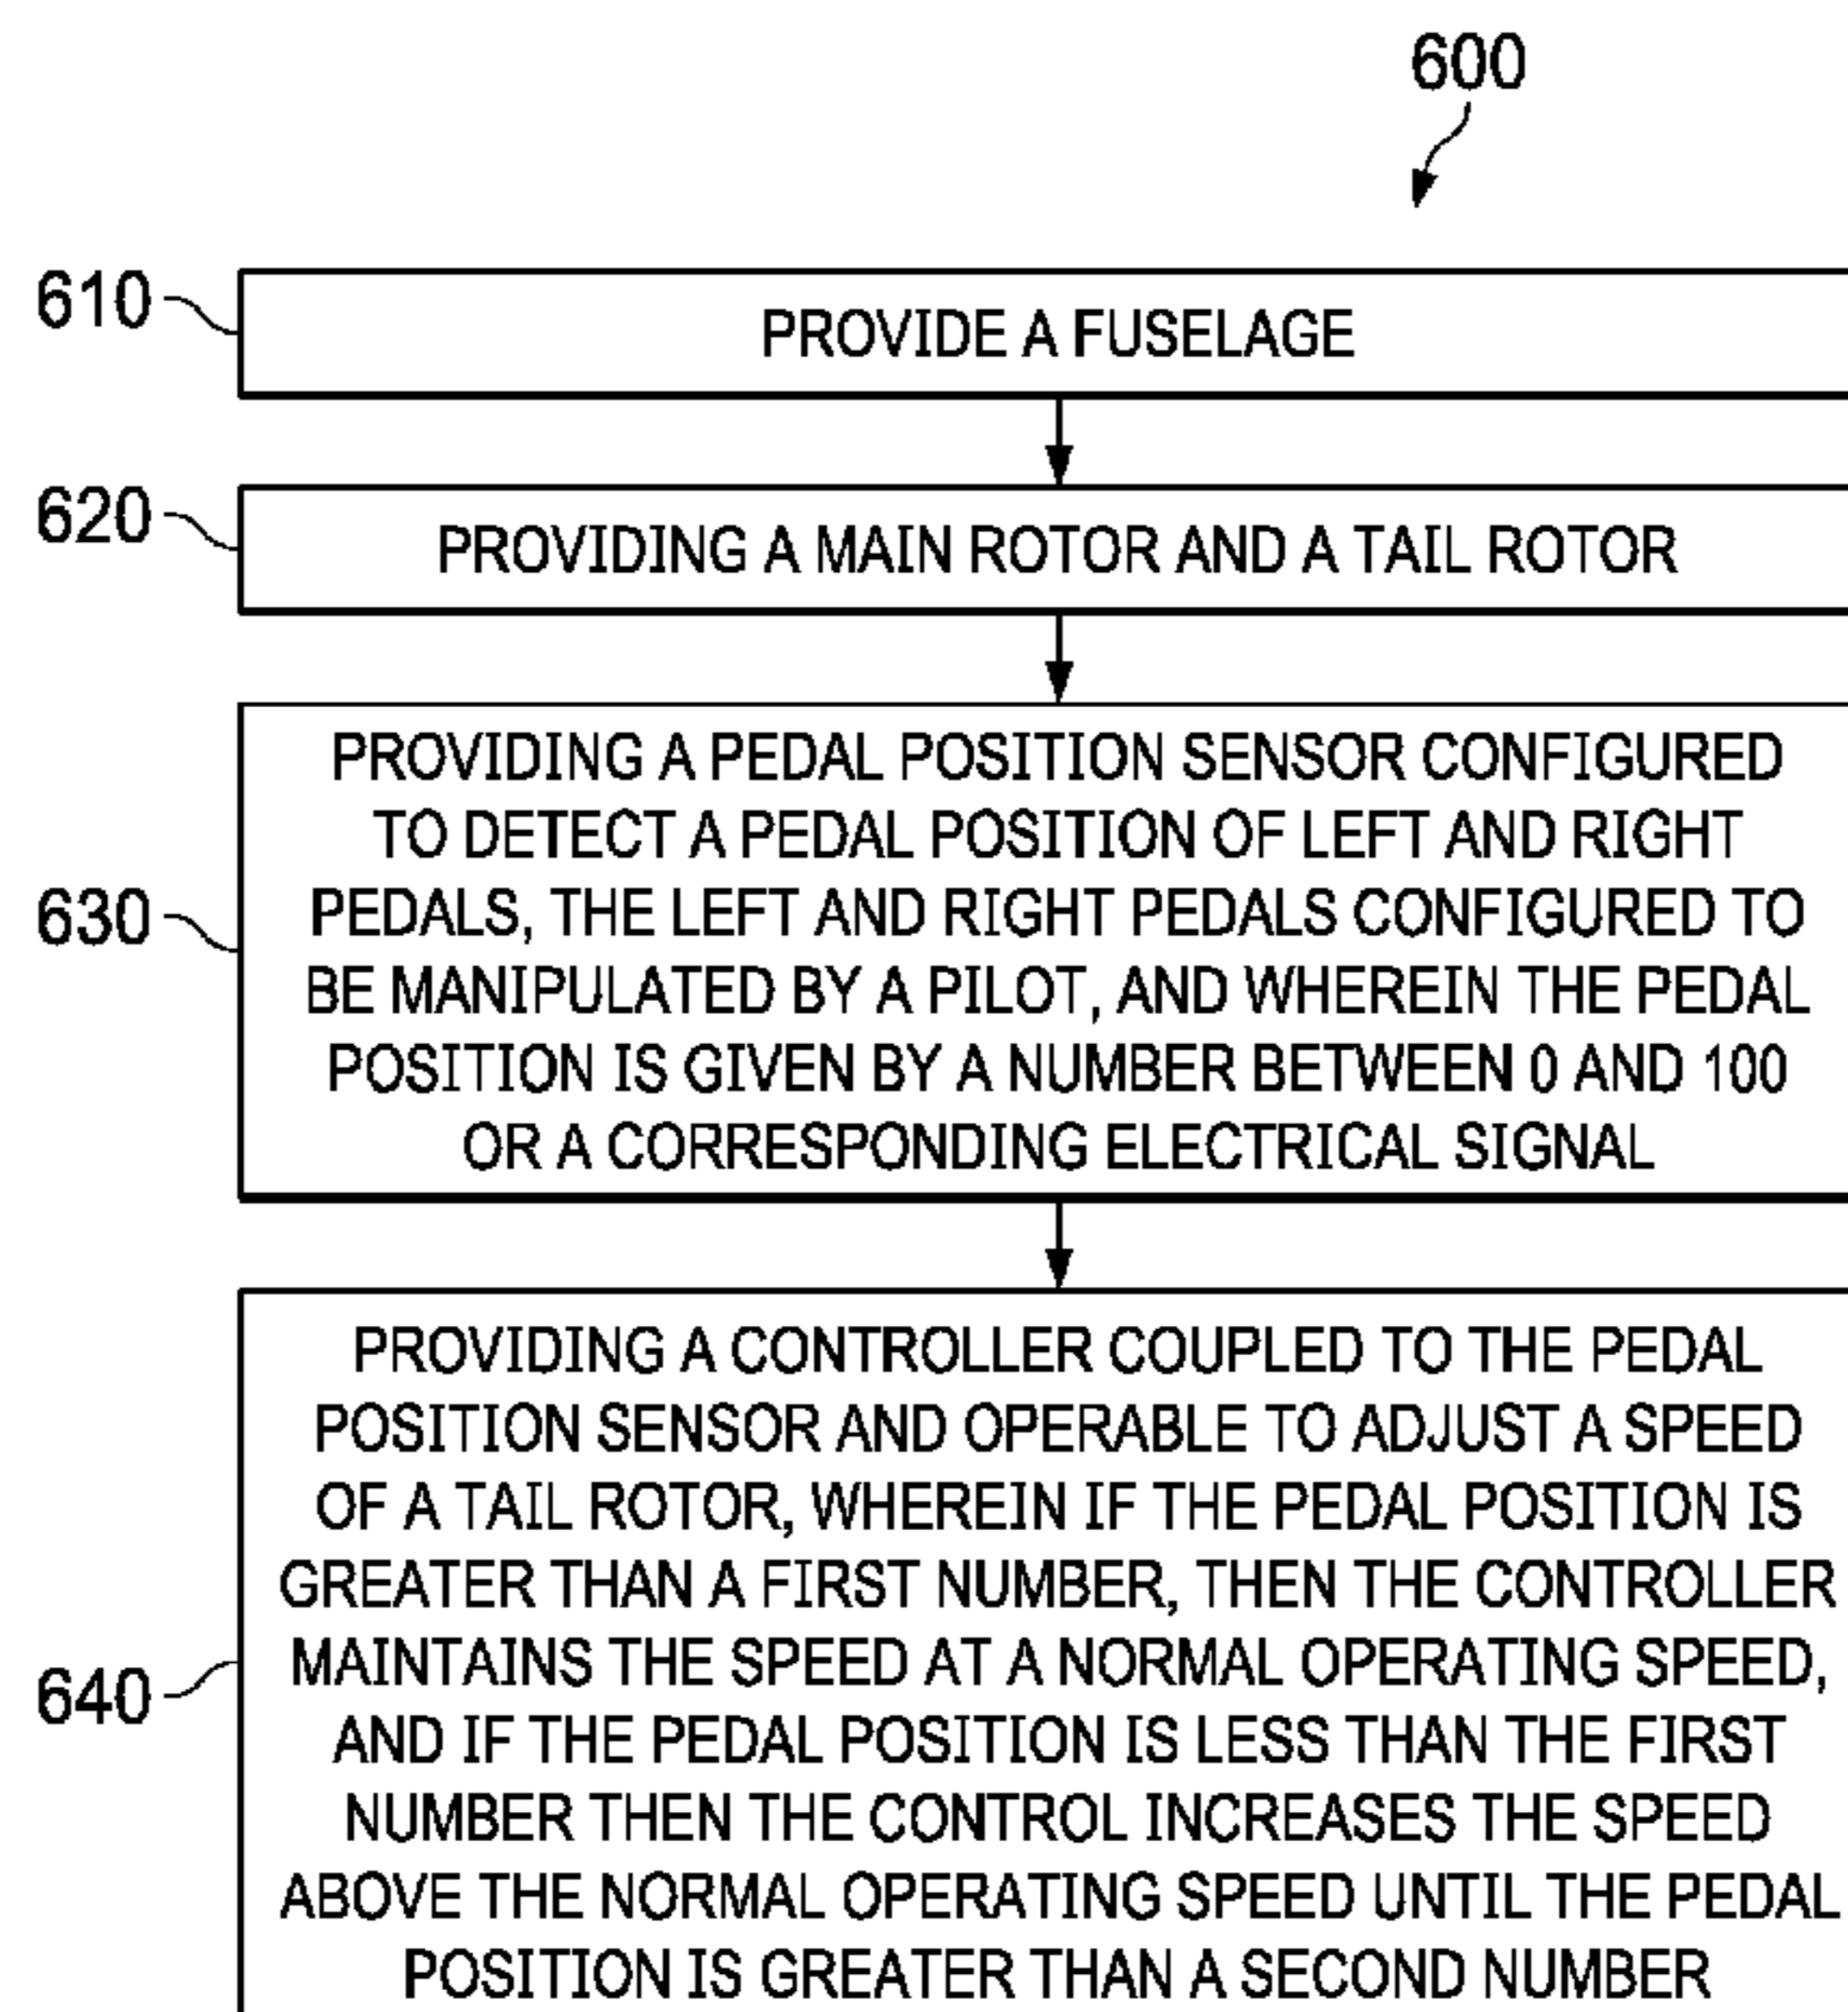 600
610
PROVIDE A FUSELAGE
620
PROVIDING A MAIN ROTOR AND A TAIL ROTOR
630
PROVIDING A PEDAL POSITION SENSOR CONFIGURED
TO DETECT A PEDAL POSITION OF LEFT AND RIGHT
PEDALS, THE LEFT AND RIGHT PEDALS CONFIGURED TO
BE MANIPULATED BY A PILOT, AND WHEREIN THE PEDAL
POSITION IS GIVEN BY A NUMBER BETWEEN 0 AND 100
OR A CORRESPONDING ELECTRICAL SIGNAL
640
PROVIDING A CONTROLLER COUPLED TO THE PEDAL
POSITION SENSOR AND OPERABLE TO ADJUST A SPEED
OF A TAIL ROTOR, WHEREIN IF THE PEDAL POSITION IS
GREATER THAN A FIRST NUMBER, THEN THE CONTROLLER
MAINTAINS THE SPEED AT A NORMAL OPERATING SPEED,
AND IF THE PEDAL POSITION IS LESS THAN THE FIRST
NUMBER THEN THE CONTROL INCREASES THE SPEED
ABOVE THE NORMAL OPERATING SPEED UNTIL THE PEDAL
POSITION IS GREATER THAN A SECOND NUMBER